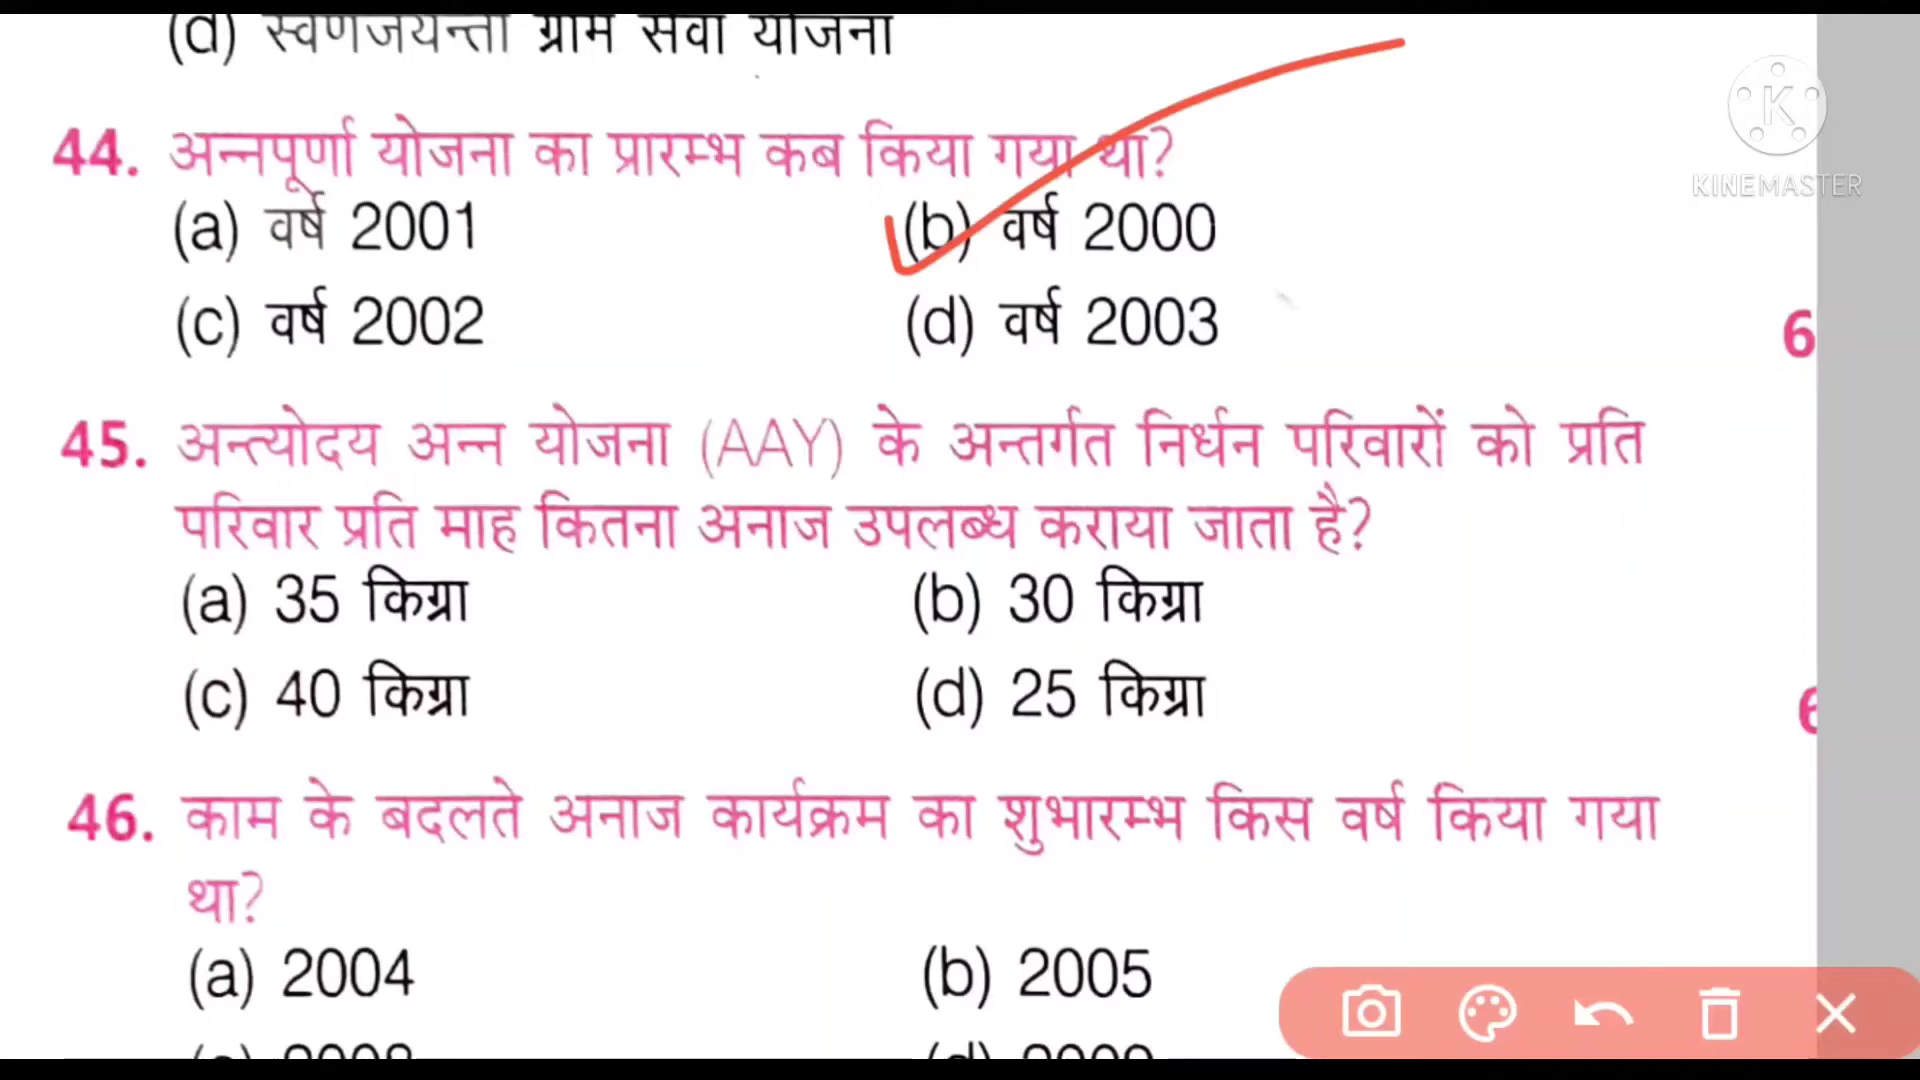 (d) स्वर्णजयन्ती ग्राम सेवा योजना
44. अन्नपूर्णा योजना का प्रारम्भ कब किया गया था?
(a) वर्ष 2001 (b) वर्ष 2000
(c) वर्ष 2002 (d) वर्ष 2003
6
45. अन्त्योदय अन्न योजना (AAY) के अन्तर्गत निर्धन परिवारों को प्रति
परिवार प्रति माह कितना अनाज उपलब्ध कराया जाता है?
(a) 35 किग्रा (b) 30 किग्रा
(c) 40 किग्रा (d) 25 किग्रा
46. काम के बदलते अनाज कार्यक्रम का शुभारम्भ किस वर्ष किया गया
था?
(a) 2004 (b) 2005
KINEMASTER